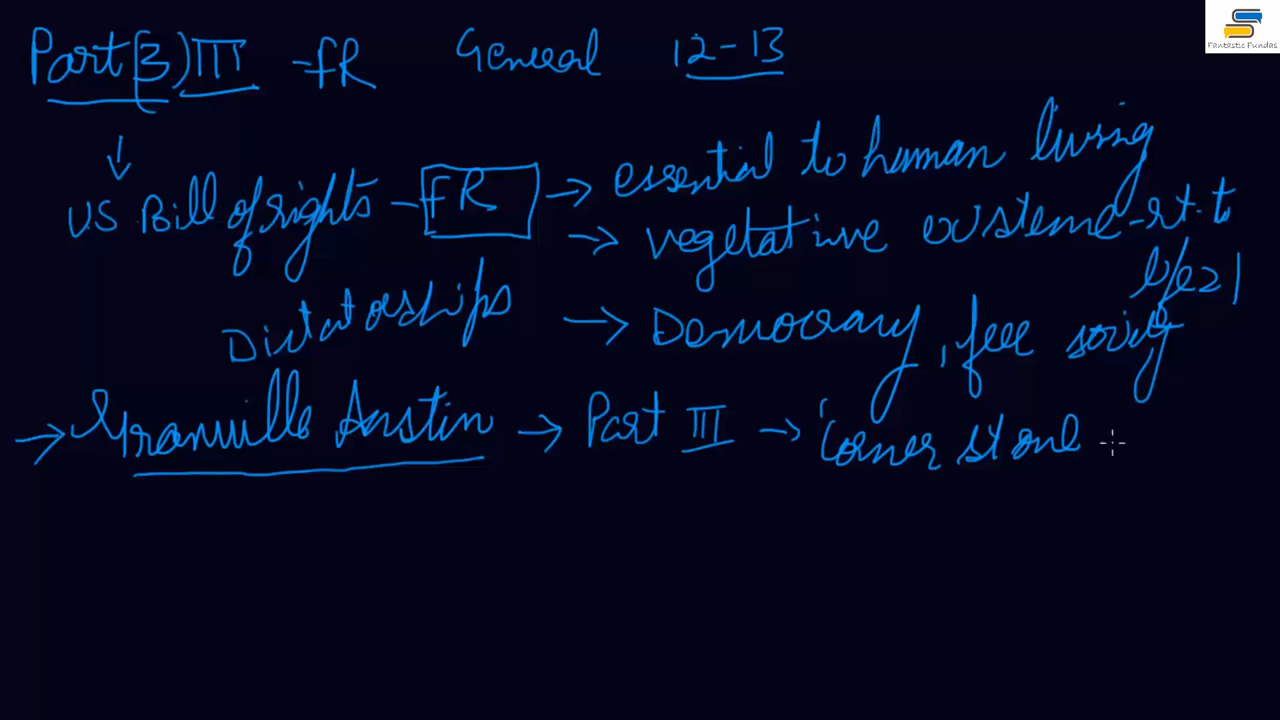 Part (3) III - FR General 12-13
Fantastic Fundas
US Bill of rights - FR → essential to human living
→ vegetative existence - rt. to life 21
Dictatorships → Democracy, free society
→ Granville Austin → Part III → 'Corner stone